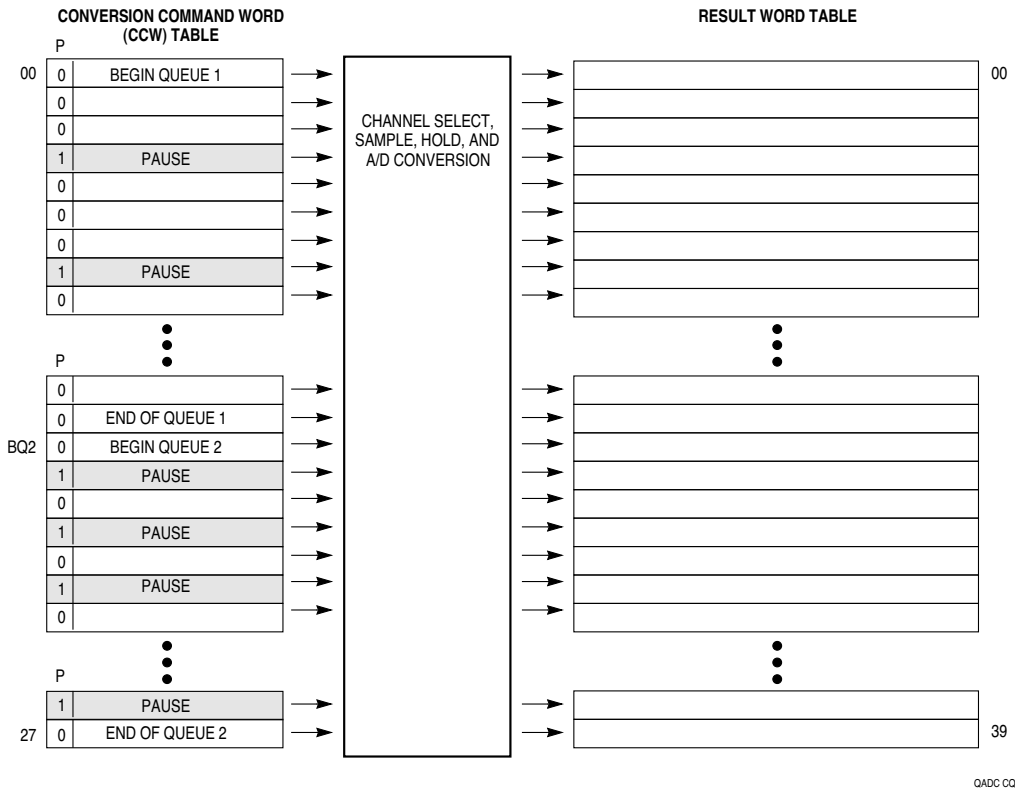 CONVERSION COMMAND WORD
(CCW) TABLE
RESULT WORD TABLE
P
00 0 BEGIN QUEUE 1 00
0
0
1 PAUSE
0
0
0
1 PAUSE
0
CHANNEL SELECT,
SAMPLE, HOLD, AND
A/D CONVERSION
P
0
0 END OF QUEUE 1
BQ2 0 BEGIN QUEUE 2
1 PAUSE
0
1 PAUSE
0
1 PAUSE
0
P
1 PAUSE
27 0 END OF QUEUE 2 39
QADC CQ